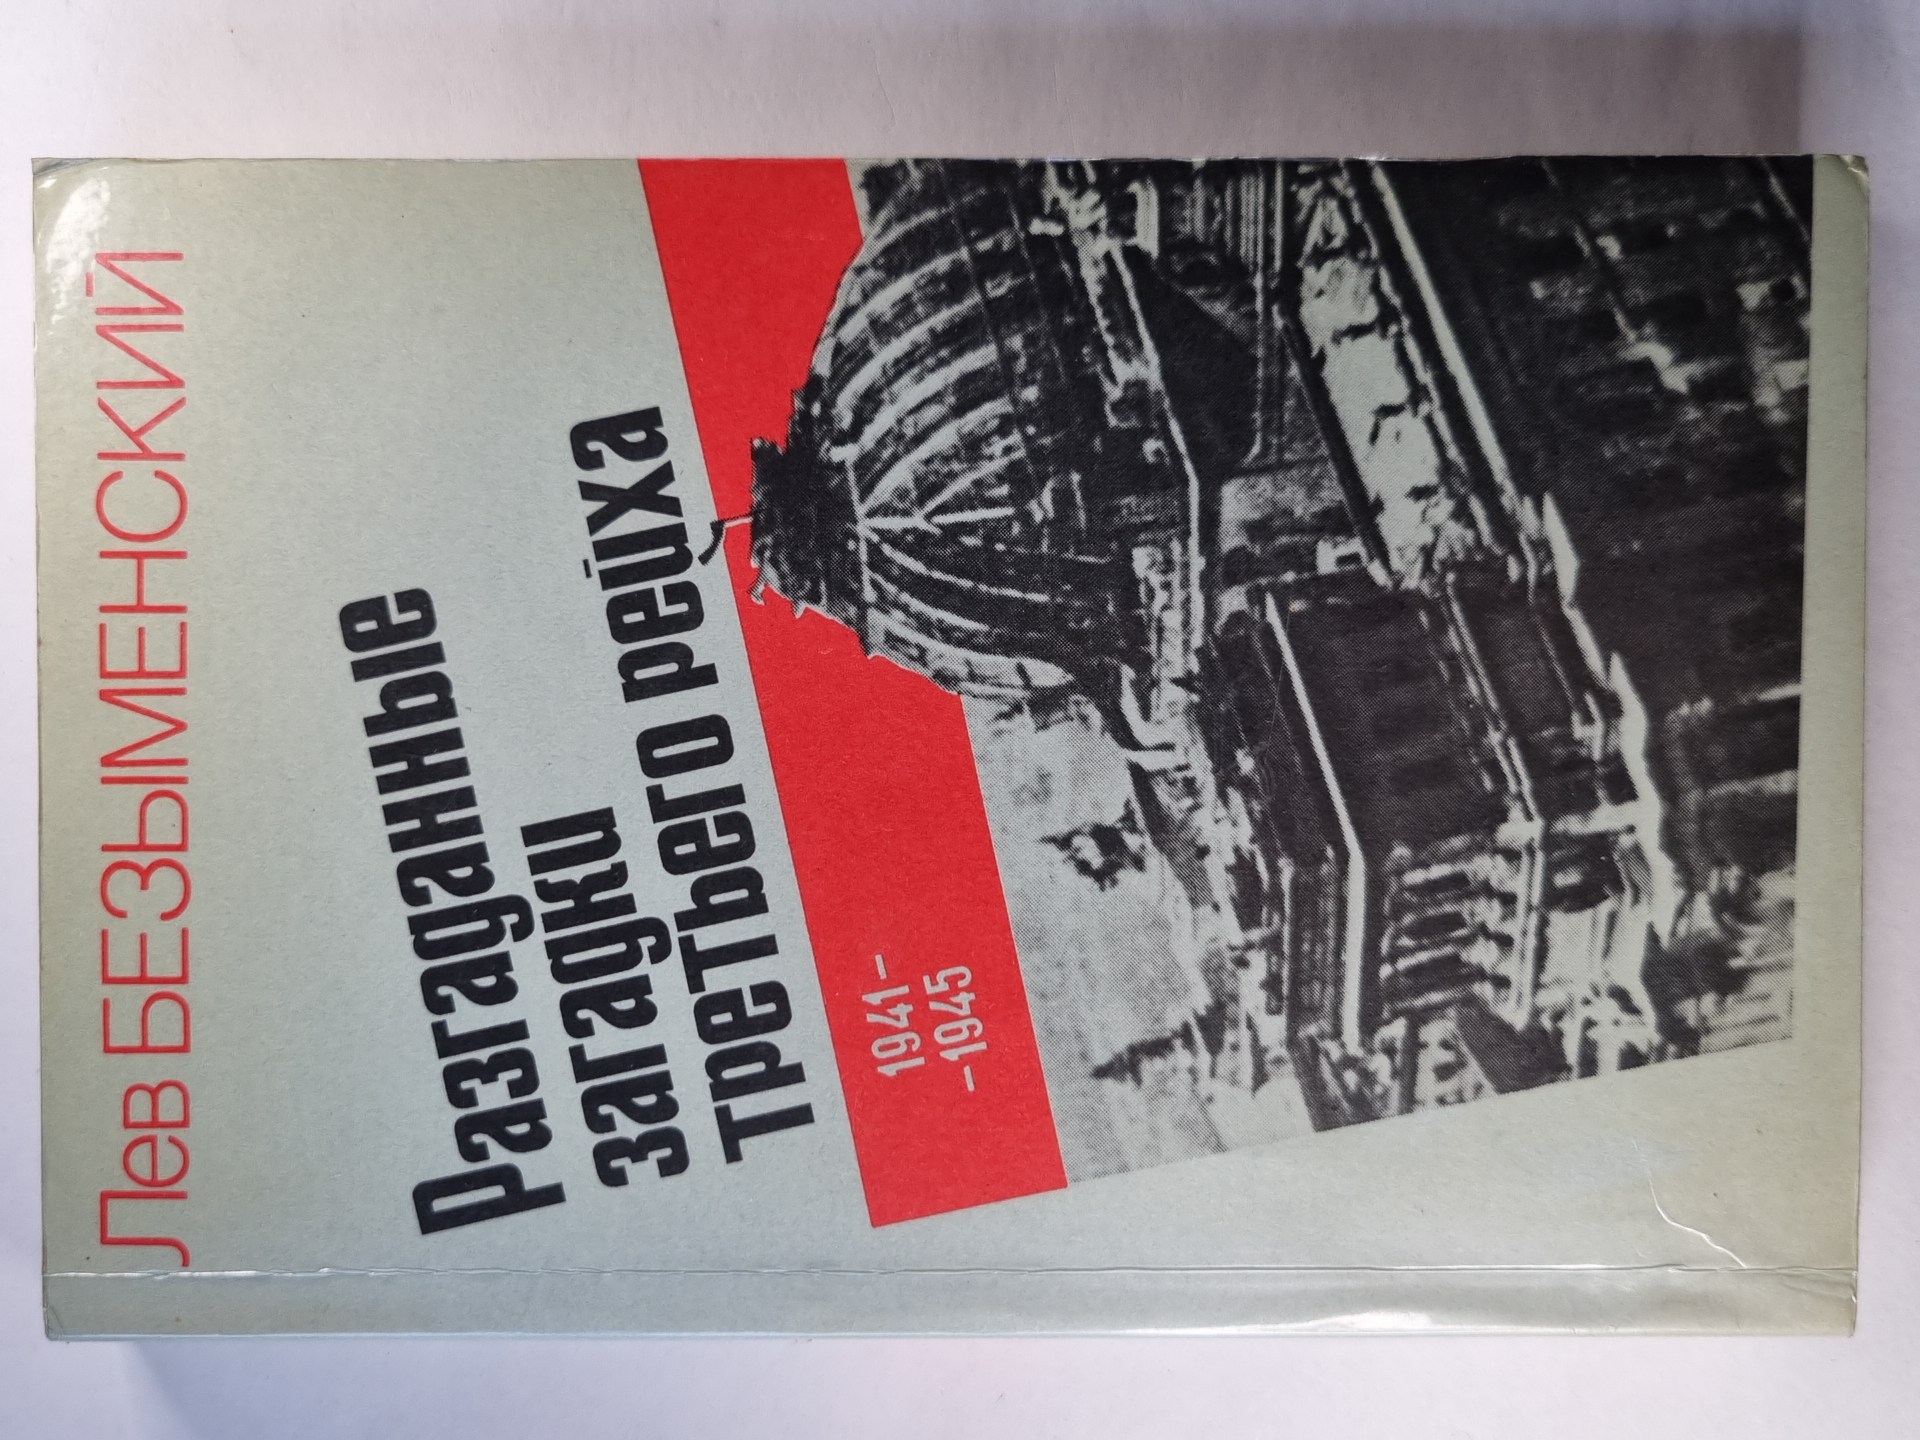 Лев БЕЗЫМЕНСКИЙ
Разгаданные
загадки
третьего рейха
1941–
–1945